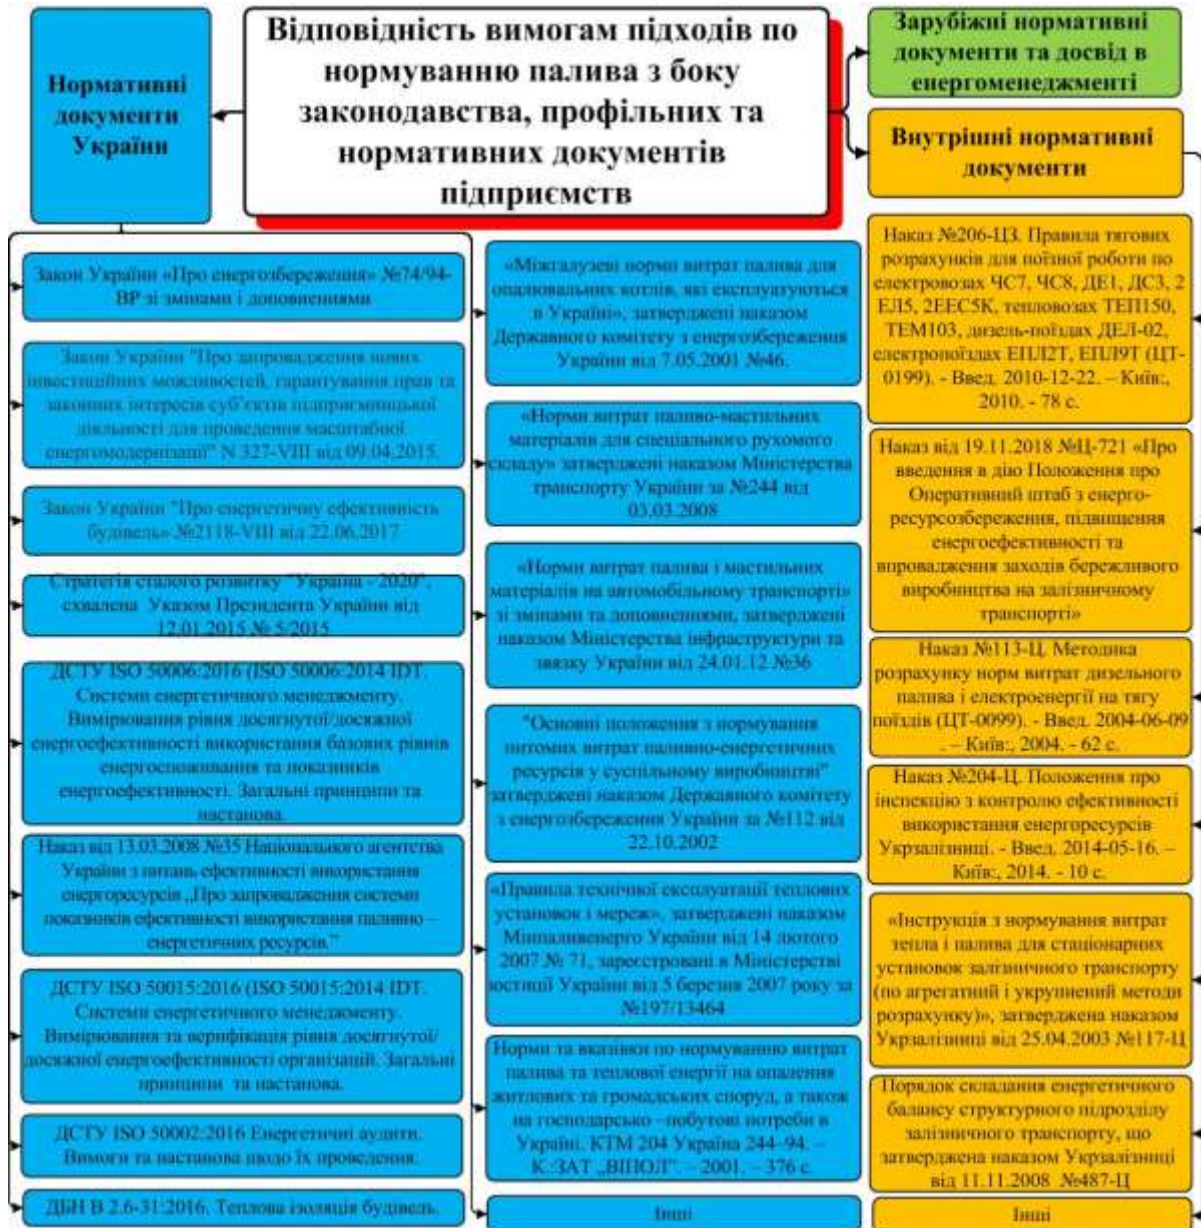 Нормативні
документи
України
Відповідність вимогам підходів по
нормуванню палива з боку
законодавства, профільних та
нормативних документів
підприємств
Зарубіжні нормативні
документи та досвід в
енергоменеджменті
Внутрішні нормативні
документи
Закон України «Про енергозбереження» №74/94-
ВР зі змінами і доповненнями
Закон України "Про запровадження нових
інвестиційних можливостей, гарантування прав та
законних інтересів суб'єктів підприємницької
діяльності для проведення масштабної
енергомодернізації" N 327-VIII від 09.04.2015.
Закон України "Про енергетичну ефективність
будівель» №2118-VIII від 22.06.2017
Стратегія сталого розвитку "Україна - 2020",
схвалена Указом Президента України від
12.01.2015 № 5/2015
ДСТУ ISO 50006:2016 (ISO 50006:2014 IDT.
Системи енергетичного менеджменту.
Вимірювання рівня досягнутої/досяжної
енергоефективності використання базових рівнів
енергоспоживання та показників
енергоефективності. Загальні принципи та
настанова.
Наказ від 13.03.2008 №35 Національного агентства
України з питань ефективності використання
енергоресурсів „Про запровадження системи
показників ефективності використання паливно –
енергетичних ресурсів."
ДСТУ ISO 50015:2016 (ISO 50015:2014 IDT.
Системи енергетичного менеджменту.
Вимірювання та верифікація рівня досягнутої/
досяжної енергоефективності організацій. Загальні
принципи та настанова.
ДСТУ ISO 50002:2016 Енергетичні аудити.
Вимоги та настанова щодо їх проведення.
ДБН В 2.6-31:2016. Теплова ізоляція будівель.
«Міжгалузеві норми витрат палива для
опалювальних котлів, які експлуатуються
в Україні», затверджені наказом
Державного комітету з енергозбереження
України від 7.05.2001 №46.
«Норми витрат паливо-мастильних
матеріалів для спеціального рухомого
складу» затверджені наказом Міністерства
транспорту України за №244 від
03.03.2008
«Норми витрат палива і мастильних
матеріалів на автомобільному транспорті»
зі змінами та доповненнями, затверджені
наказом Міністерства інфраструктури та
звязку України від 24.01.12 №36
"Основні положення з нормування
питомих витрат паливно-енергетичних
ресурсів у суспільному виробництві"
затверджені наказом Державного комітету
з енергозбереження України за №112 від
22.10.2002
«Правила технічної експлуатації теплових
установок і мереж», затверджені наказом
Мінпаливенерго України від 14 лютого
2007 № 71, зареєстровані в Міністерстві
юстиції України від 5 березня 2007 року за
№197/13464
Норми та вказівки по нормуванню витрат
палива та теплової енергії на опалення
житлових та громадських споруд, а також
на господарсько –побутові потреби в
Україні. КТМ 204 Україна 244–94. –
К.:ЗАТ „ВІПОЛ". – 2001. – 376 с.
Інші
Наказ №206-ЦЗ. Правила тягових
розрахунків для поїзної роботи по
електровозах ЧС7, ЧС8, ДЕ1, ДС3, 2
ЕЛ5, 2ЕЕС5К, тепловозах ТЕП150,
ТЕМ103, дизель-поїздах ДЕЛ-02,
електропоїздах ЕПЛ2Т, ЕПЛ9Т (ЦТ-
0199). - Введ. 2010-12-22. – Київ:,
2010. - 78 с.
Наказ від 19.11.2018 №Ц-721 «Про
введення в дію Положення про
Оперативний штаб з енерго-
ресурсозбереження, підвищення
енергоефективності та
впровадження заходів бережливого
виробництва на залізничному
транспорті»
Наказ №113-Ц. Методика
розрахунку норм витрат дизельного
палива і електроенергії на тягу
поїздів (ЦТ-0099). - Введ. 2004-06-09
. – Київ:, 2004. - 62 с.
Наказ №204-Ц. Положення про
інспекцію з контролю ефективності
використання енергоресурсів
Укрзалізниці. - Введ. 2014-05-16. –
Київ:, 2014. - 10 с.
«Інструкція з нормування витрат
тепла і палива для стаціонарних
установок залізничного транспорту
(по агрегатний і укрупнений методи
розрахунку)», затверджена наказом
Укрзалізниці від 25.04.2003 №117-Ц
Порядок складання енергетичного
балансу структурного підрозділу
залізничного транспорту, що
затверджена наказом Укрзалізниці
від 11.11.2008 №487-Ц
Інші